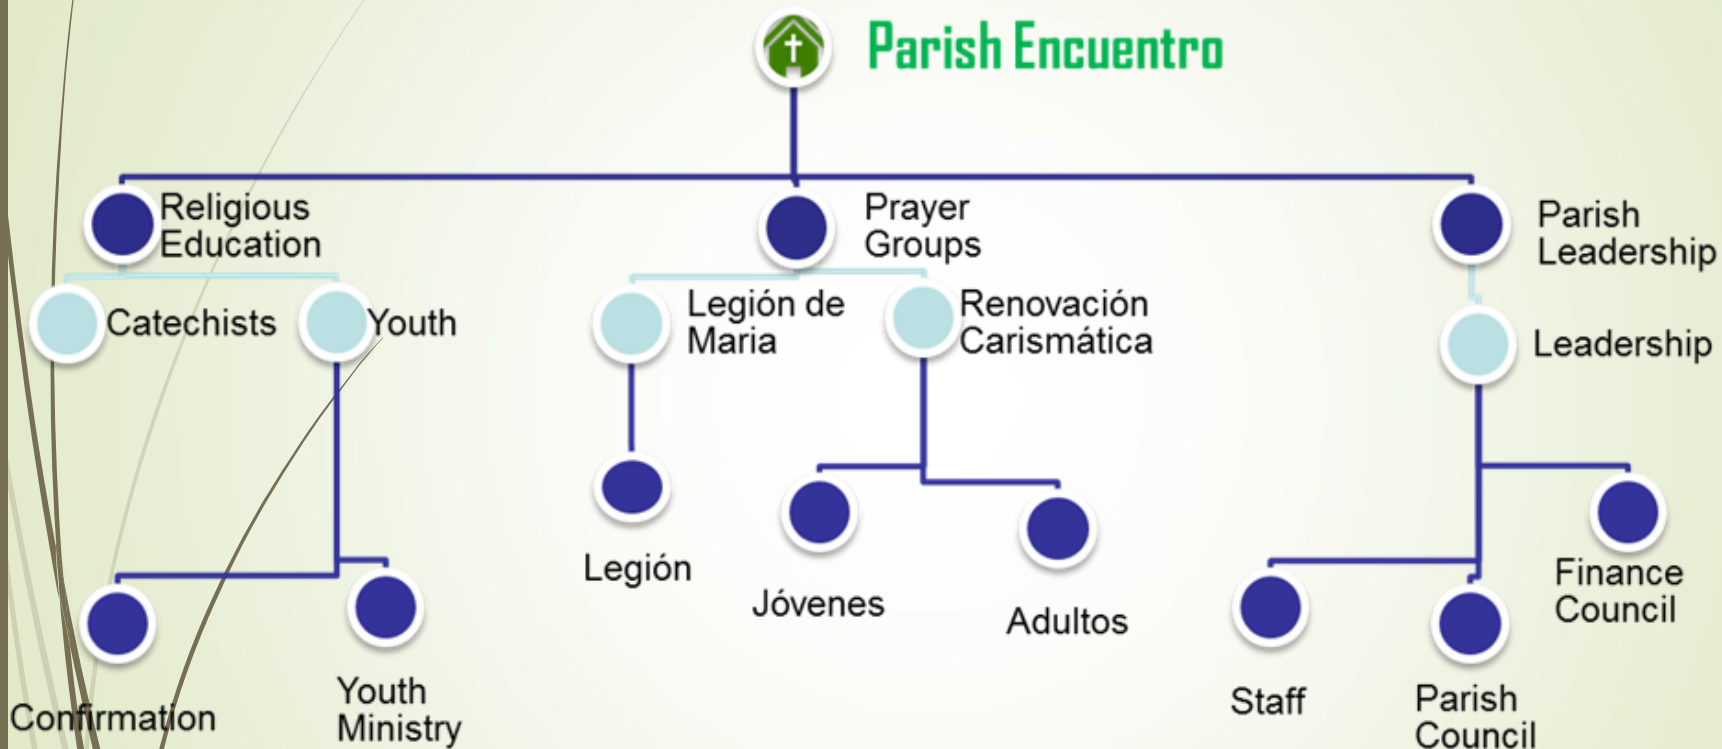 Parish Encuentro
Religious
Education
Prayer
Groups
Parish
Leadership
Catechists
Youth
Legión de
Maria
Renovación
Carismática
Leadership
Legión
Jóvenes
Adultos
Finance
Council
Confirmation
Youth
Ministry
Staff
Parish
Council